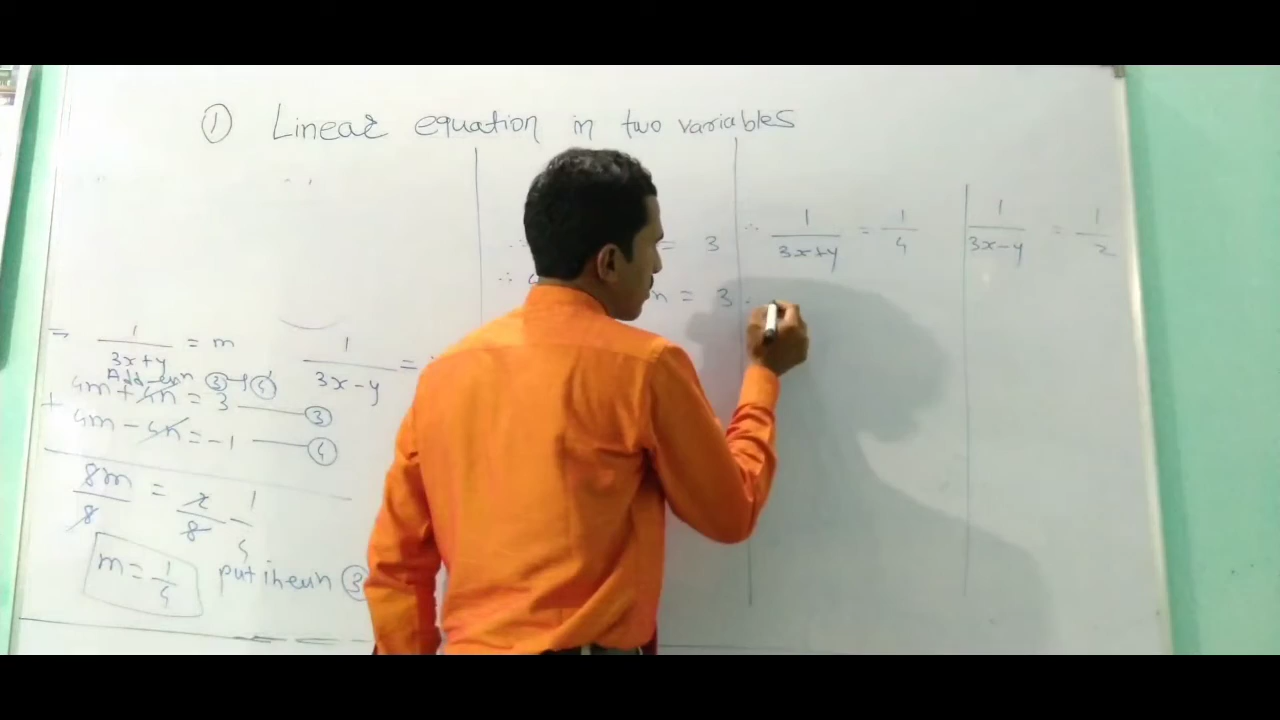 ① Linear equation in two variables
⇒ 1/(3x+y) = m 1/(3x-y) =
Add eqn ③ + ④
4m + 4n = 3 — ③
+ 4m - 4n = -1 — ④
8m/8 = 2/8 1/4
m = 1/4 put in eqn ③
∴ = 3
∴ n = 3
∴ 1/(3x+y) = 1/4
1/(3x-y) = 1/2